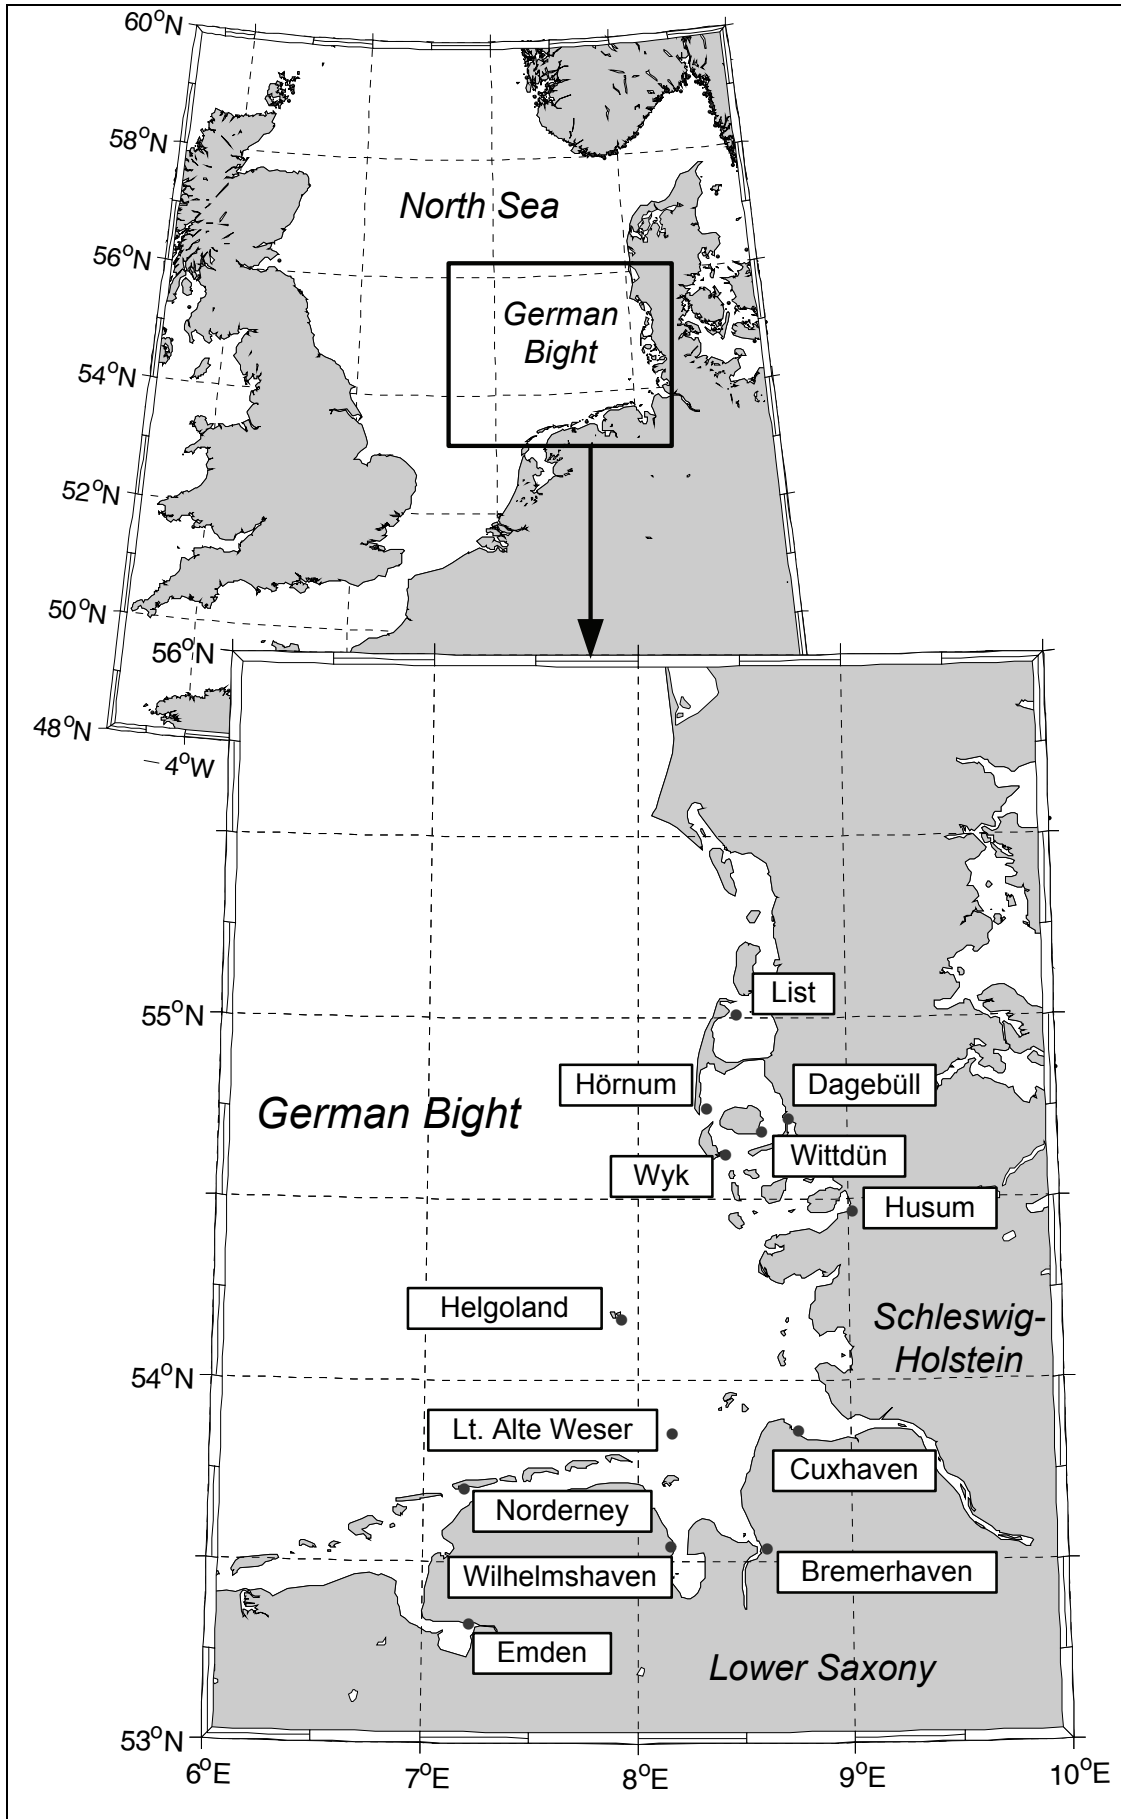 60°N
58°N
North Sea
56°N
German
Bight
54°N
52°N
50°N
56°N
48°N
– 4°W
List
55°N
Hörnum
Dagebüll
German Bight
Wittdün
Wyk
Husum
Helgoland
Schleswig-
Holstein
54°N
Lt. Alte Weser
Cuxhaven
Norderney
Wilhelmshaven
Bremerhaven
Emden
Lower Saxony
53°N
6°E
7°E
8°E
9°E
10°E